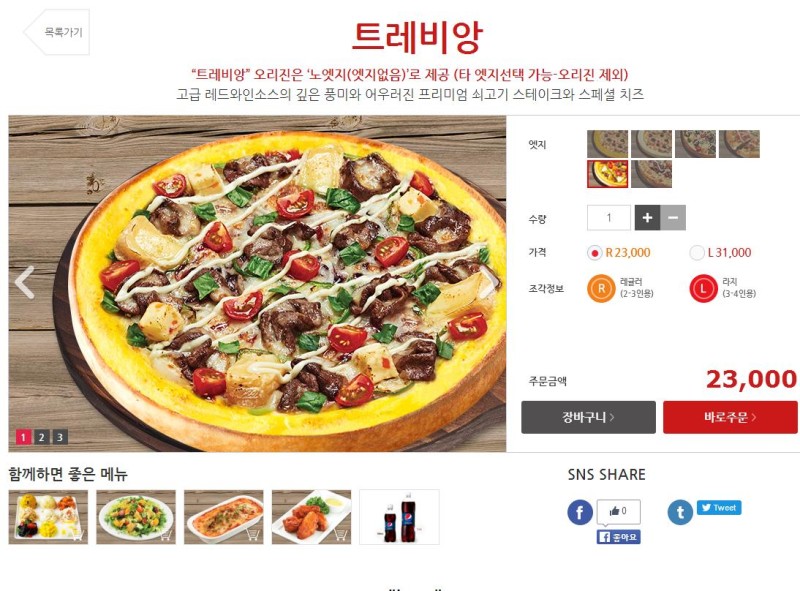 목록가기
트레비앙
“트레비앙” 오리진은 ‘노엣지(엣지없음)’로 제공 (타 엣지선택 가능-오리진 제외)
고급 레드와인소스의 깊은 풍미와 어우러진 프리미엄 쇠고기 스테이크와 스페셜 치즈
엣지
수량
1
+
−
가격
R 23,000
L 31,000
조각정보
R
레귤러
(2-3인용)
L
라지
(3-4인용)
주문금액
23,000
장바구니 >
바로주문 >
1 2 3
함께하면 좋은 메뉴
SNS SHARE
f
0
좋아요
t
Tweet